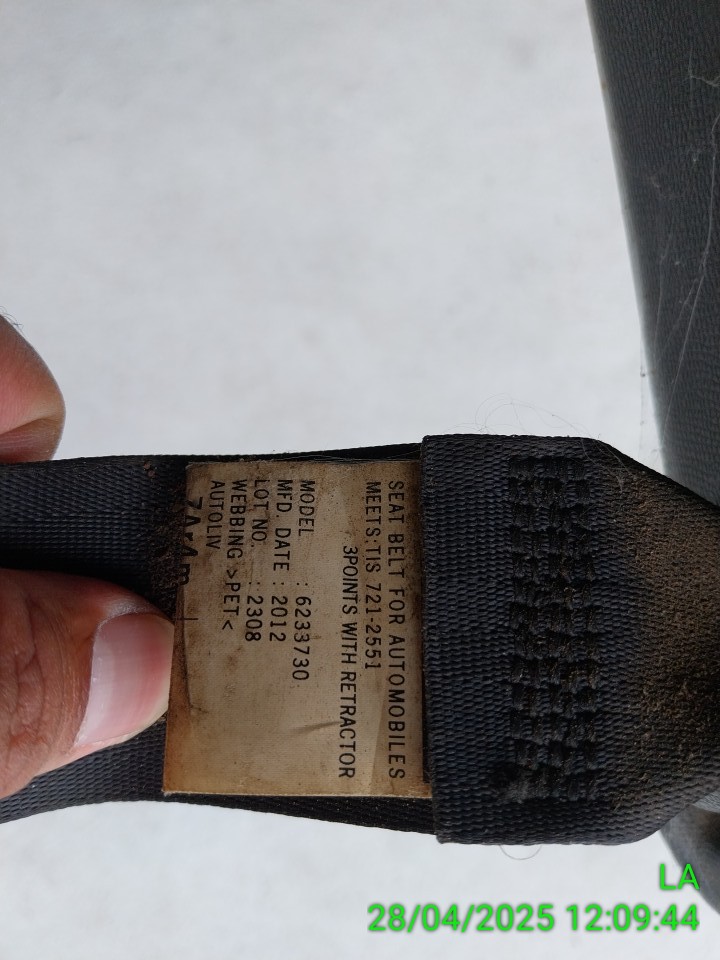 SEAT BELT FOR AUTOMOBILES
MEETS:TIS 721-2551
3POINTS WITH RETRACTOR
MODEL : 6233730
MFD. DATE : 2012
LOT NO. : 2308
WEBBING >PET<
AUTOLIV
LA
28/04/2025 12:09:44